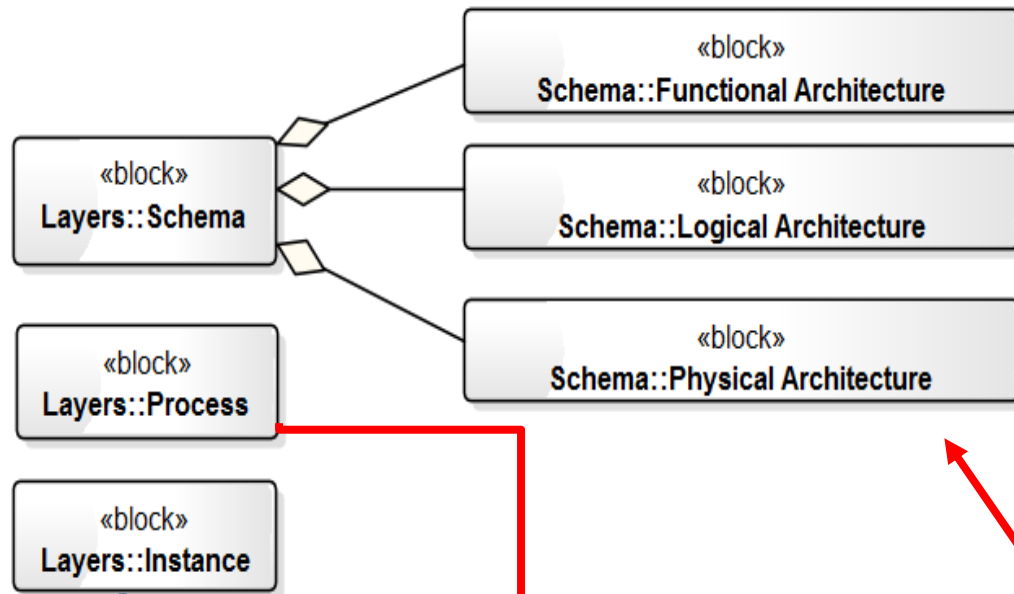 «block»
Layers::Schema
«block»
Layers::Process
«block»
Layers::Instance
«block»
Schema::Functional Architecture
«block»
Schema::Logical Architecture
«block»
Schema::Physical Architecture